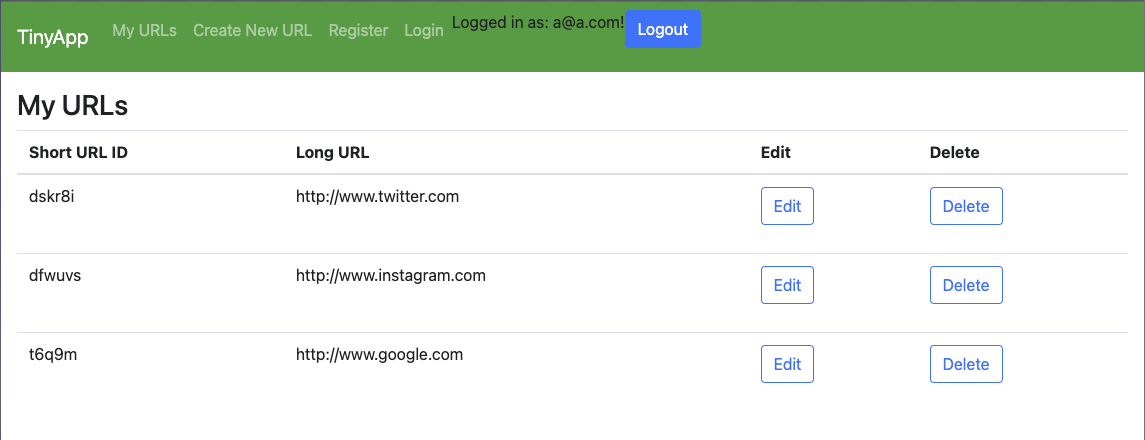 TinyApp My URLs Create New URL Register Login Logged in as: a@a.com! Logout
My URLs
Short URL ID Long URL Edit Delete
dskr8i http://www.twitter.com Edit Delete
dfwuvs http://www.instagram.com Edit Delete
t6q9m http://www.google.com Edit Delete